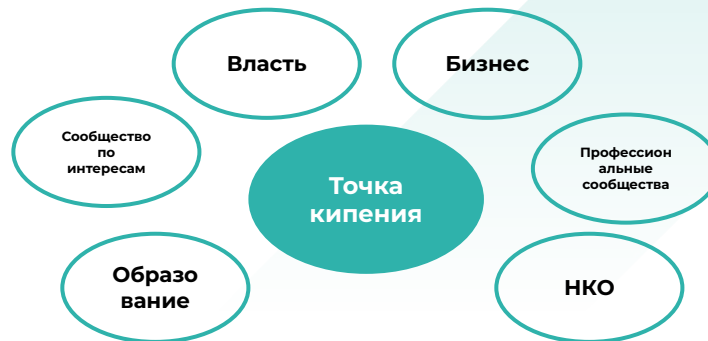 Власть
Бизнес
Сообщество
по
интересам
Точка
кипения
Профессион
альные
сообщества
Образо
вание
НКО